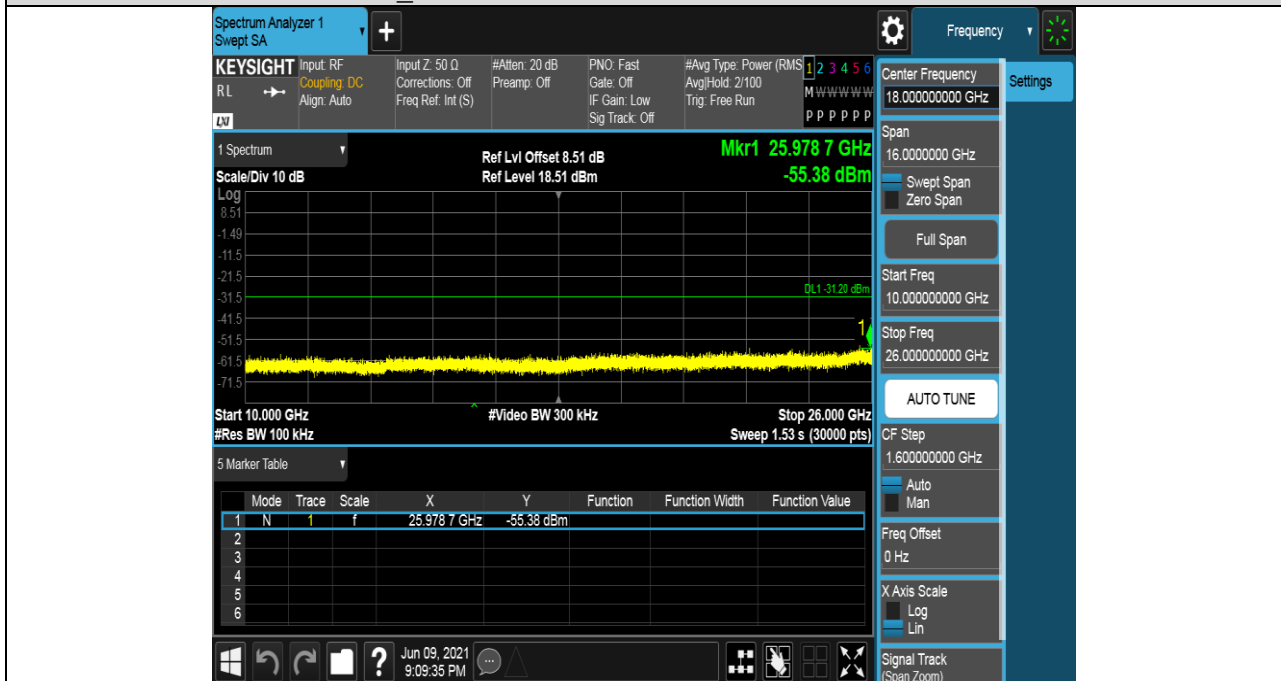 Spectrum Analyzer 1
Swept SA
+
Frequency
KEYSIGHT
Input: RF
Coupling: DC
Align: Auto
Input Z: 50 Ω
Corrections: Off
Freq Ref: Int (S)
#Atten: 20 dB
Preamp: Off
PNO: Fast
Gate: Off
IF Gain: Low
Sig Track: Off
#Avg Type: Power (RMS
Avg|Hold: 2/100
Trig: Free Run
1 2 3 4 5 6
M W W W W W
P P P P P P
R L
LXI
1 Spectrum
Ref Lvl Offset 8.51 dB
Mkr1 25.978 7 GHz
Scale/Div 10 dB
Ref Level 18.51 dBm
-55.38 dBm
Log
8.51
-1.49
-11.5
-21.5
-31.5
-41.5
-51.5
-61.5
-71.5
DL1 -31.20 dBm
1
Start 10.000 GHz
#Video BW 300 kHz
Stop 26.000 GHz
#Res BW 100 kHz
Sweep 1.53 s (30000 pts)
5 Marker Table
Mode Trace Scale X Y Function Function Width Function Value
1 N 1 f 25.978 7 GHz -55.38 dBm
2
3
4
5
6
?
Jun 09, 2021
9:09:35 PM
Center Frequency
18.000000000 GHz
Settings
Span
16.0000000 GHz
Swept Span
Zero Span
Full Span
Start Freq
10.000000000 GHz
Stop Freq
26.000000000 GHz
AUTO TUNE
CF Step
1.600000000 GHz
Auto
Man
Freq Offset
0 Hz
X Axis Scale
Log
Lin
Signal Track
(Span Zoom)